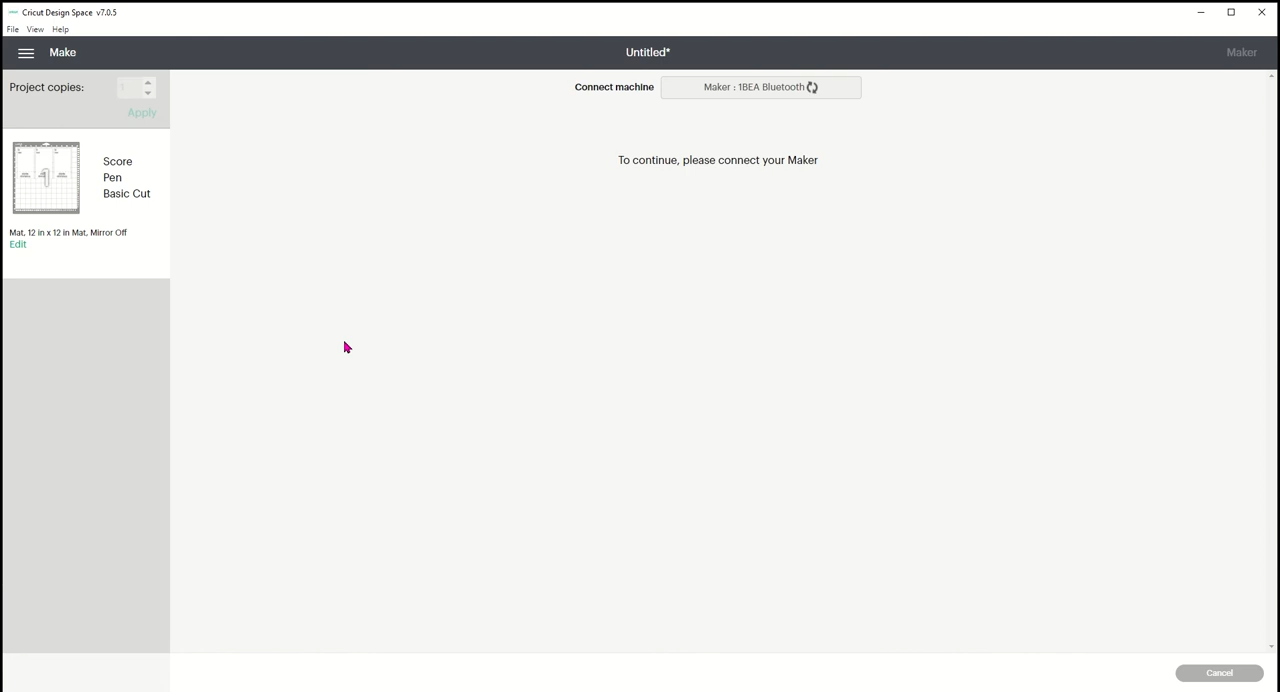 Cricut Design Space v7.0.5
File View Help
Make
Untitled*
Maker
Project copies: 1
Apply
Connect machine
Maker : 1BEA Bluetooth
To continue, please connect your Maker
Score
Pen
Basic Cut
Mat, 12 in x 12 in Mat, Mirror Off
Edit
Cancel